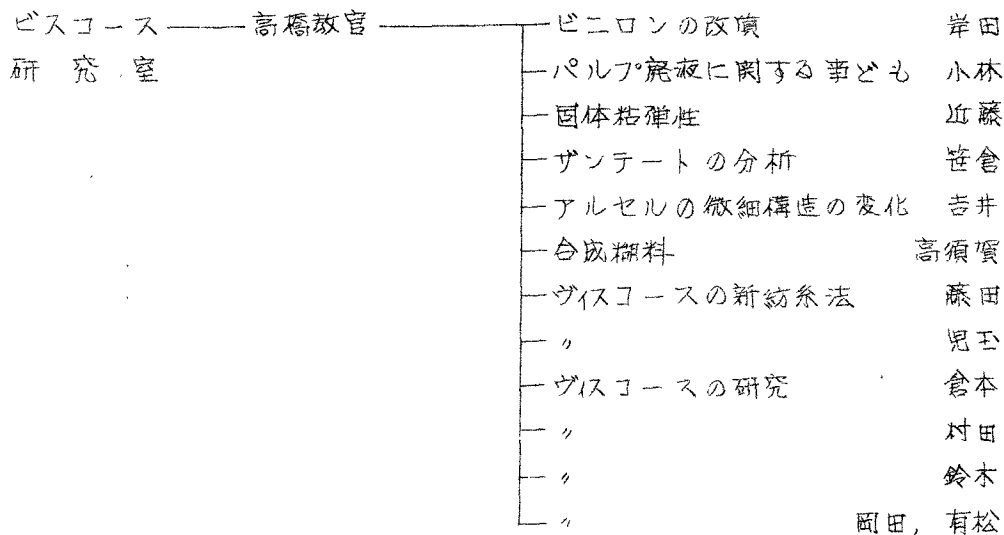 ビスコース研究室 高橋教官
ビニロンの改質 岸田
パルプ廃液に関する事ども 小林
固体粘弾性 近藤
ザンテートの分析 笹倉
アルセルの微細構造の変化 吉井
合成糊料 高須賀
ヴィスコースの新紡糸法 藤田
〃 児玉
ヴィスコースの研究 倉本
〃 村田
〃 鈴木
〃 岡田, 有松